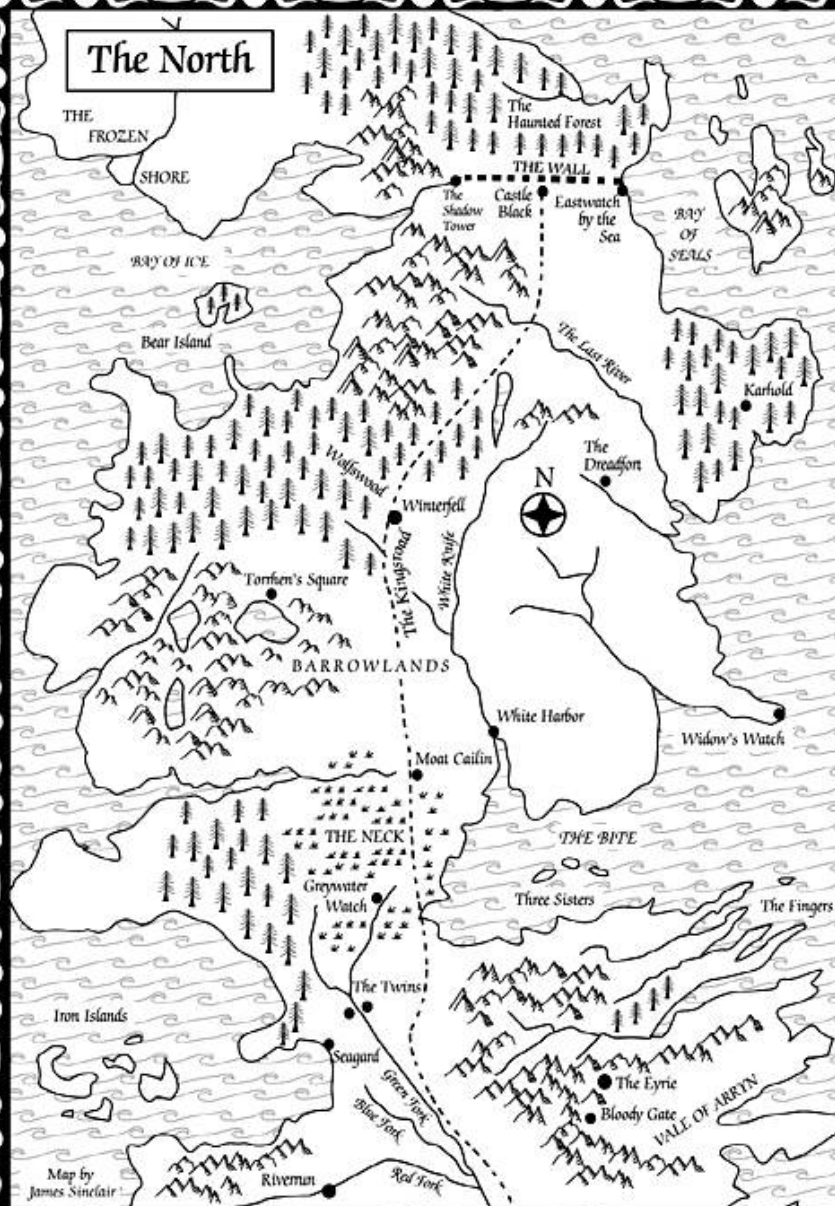 The North
THE
FROZEN
SHORE
The
Haunted Forest
THE WALL
The
Shadow
Tower
Castle
Black
Eastwatch
by the
Sea
BAY
OF
SEALS
BAY OF ICE
Bear Island
The Last River
Karhold
The
Dreadfort
N
Wolfswood
Winterfell
The Kingsroad
White Knife
Torrhen's Square
BARROWLANDS
White Harbor
Widow's Watch
Moat Cailin
THE NECK
THE BITE
Greywater
Watch
Three Sisters
The Fingers
The Twins
Iron Islands
Seagard
Green Fork
Blue Fork
The Eyrie
Bloody Gate
VALE OF ARRYN
Map by
James Sinclair
Riverrun
Red Fork